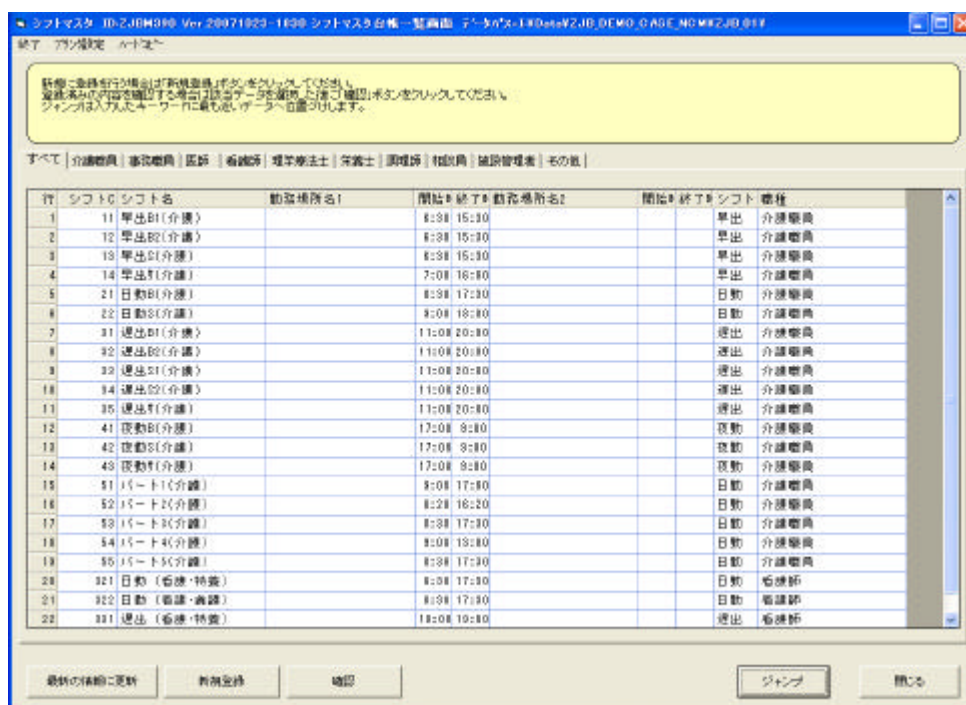 シフトマスタ ID:ZJBM390 Ver.20071023-1830 シフトマスタ台帳一覧画面
終了 プラン設定 ハードコピー
新規に登録を行う場合は「新規登録」ボタンをクリックしてください。
登録済みの内容を確認する場合は該当データを選択した後ご「確認」ボタンをクリックしてください。
ジャンプは入力したキーワードに最も近いデータへ位置づけします。
すべて 介護職員 事務職員 医師 看護師 理学療法士 栄養士 調理師 相談員 施設管理者 その他
行 シフトC シフト名 勤務場所名1 開始 終了 勤務場所名2 開始 終了 シフト 職種
1 11 早出B1(介護) 15:30 早出 介護職員
2 12 早出B2(介護) 15:30 早出 介護職員
3 13 早出S(介護) 15:30 早出 介護職員
4 14 早出T(介護) 7:00 16:00 早出 介護職員
5 21 日勤B(介護) 8:30 17:30 日勤 介護職員
6 22 日勤S(介護) 9:00 18:00 日勤 介護職員
7 31 遅出B1(介護) 11:00 20:00 遅出 介護職員
8 32 遅出B2(介護) 11:00 20:00 遅出 介護職員
9 33 遅出S1(介護) 11:00 20:00 遅出 介護職員
10 34 遅出S2(介護) 11:00 20:00 遅出 介護職員
11 35 遅出T(介護) 11:00 20:00 遅出 介護職員
12 41 夜勤B(介護) 17:00 夜勤 介護職員
13 42 夜勤S(介護) 17:00 夜勤 介護職員
14 43 夜勤T(介護) 17:00 夜勤 介護職員
15 51 パート1(介護) 9:00 17:00 日勤 介護職員
16 52 パート2(介護) 16:20 日勤 介護職員
17 53 パート3(介護) 8:30 17:30 日勤 介護職員
18 54 パート4(介護) 9:00 13:00 日勤 介護職員
19 55 パート5(介護) 8:30 17:30 日勤 介護職員
20 321 日勤 (看護・特養) 8:30 17:30 日勤 看護師
21 322 日勤 8:30 17:30 日勤 看護師
22 331 遅出 (看護・特養) 10:00 19:00 遅出 看護師
最新の情報に更新 新規登録 確認 ジャンプ 閉じる